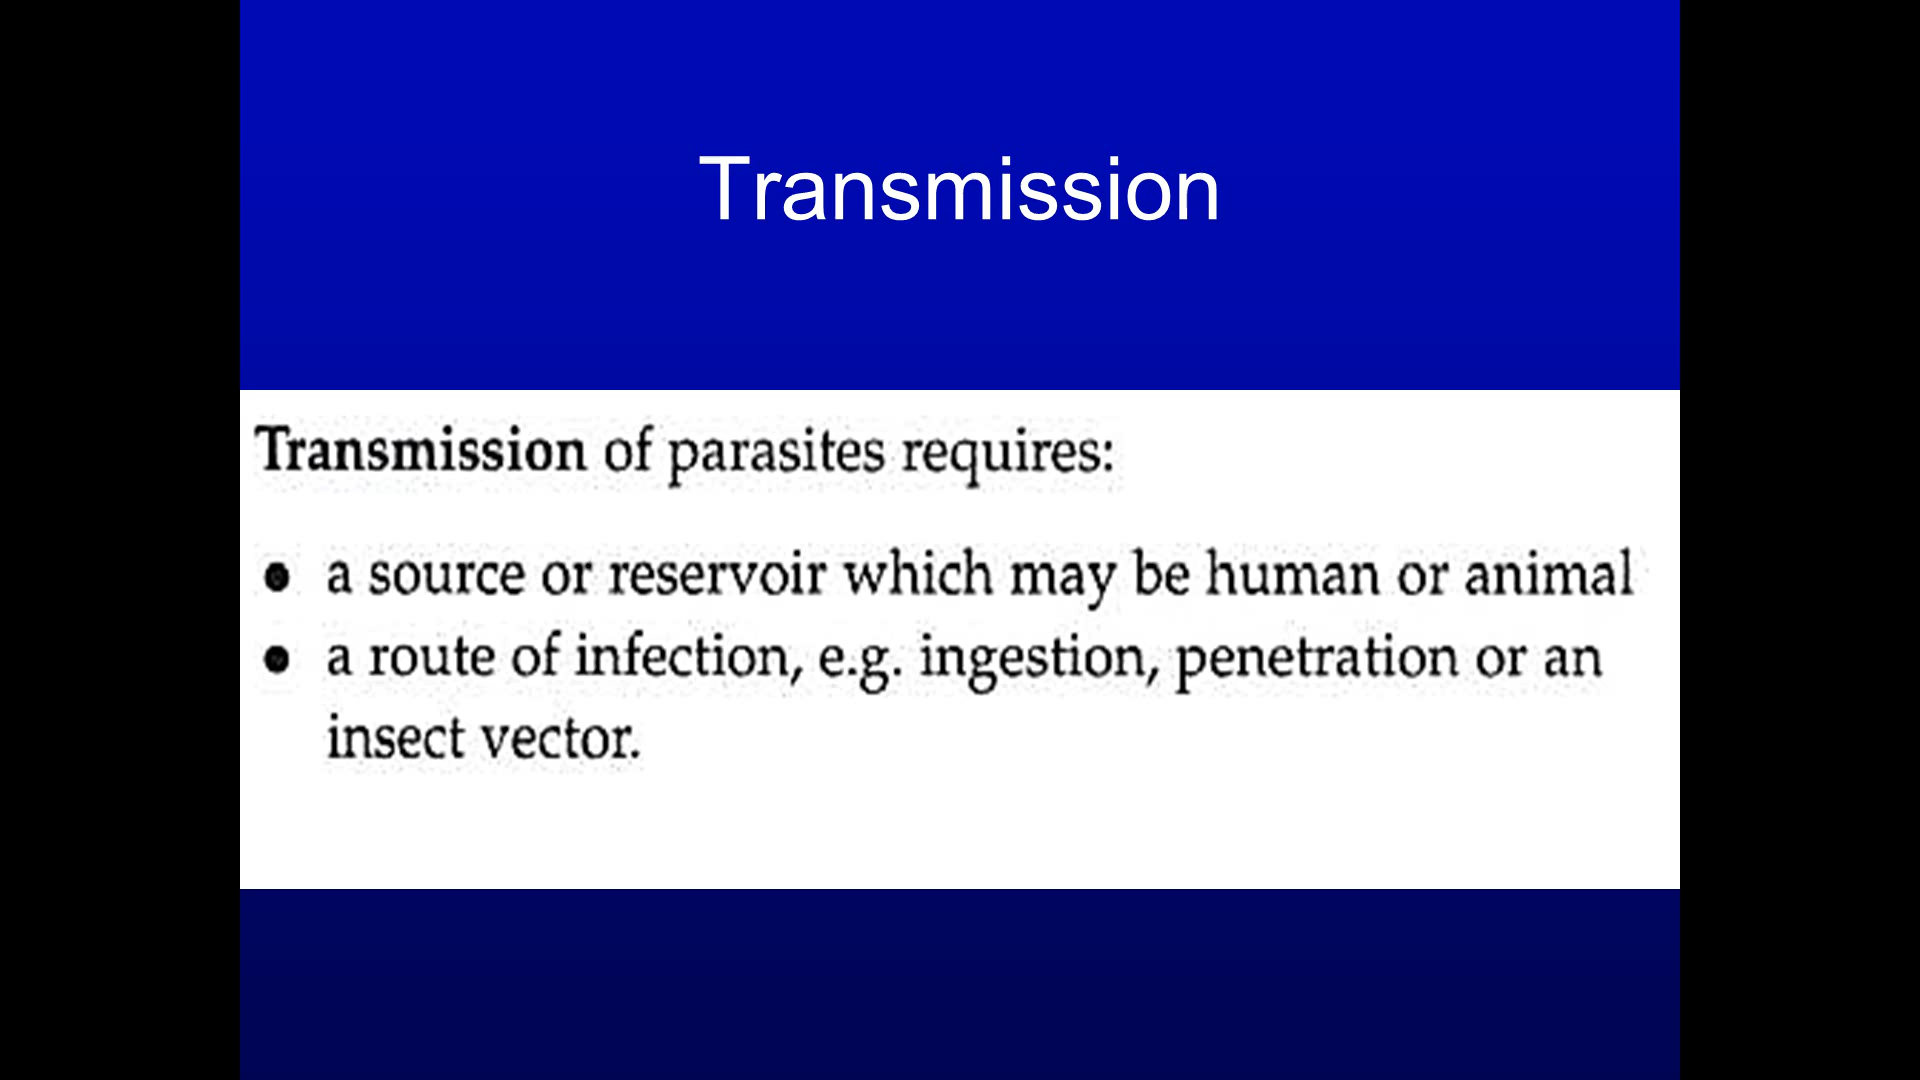 Transmission
Transmission of parasites requires:
● a source or reservoir which may be human or animal
● a route of infection, e.g. ingestion, penetration or an
insect vector.